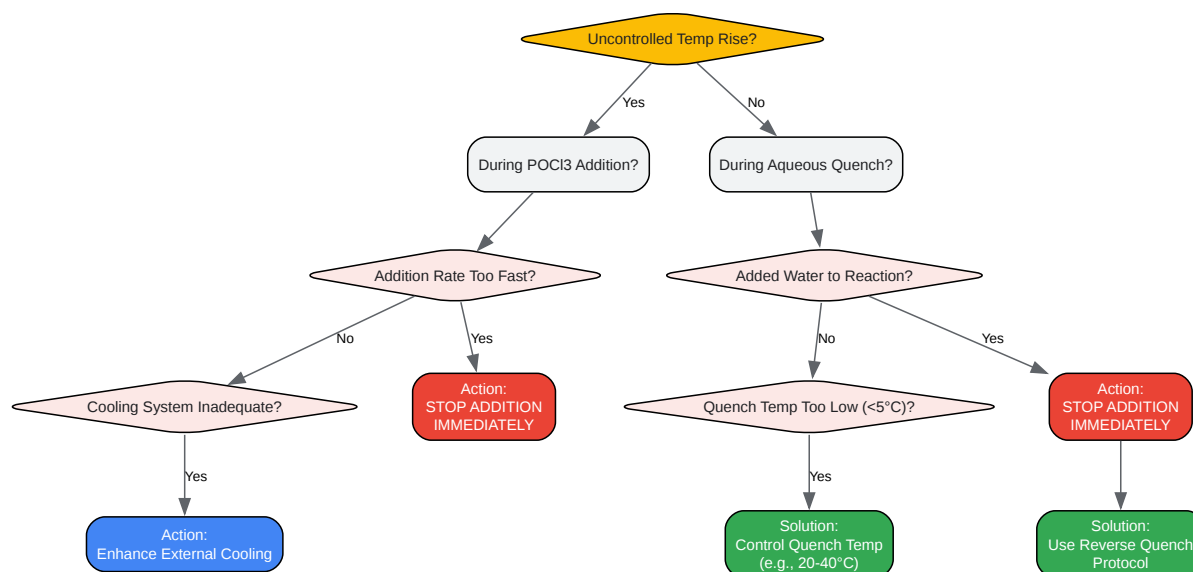 Uncontrolled Temp Rise?
Yes
No
During POCl3 Addition?
During Aqueous Quench?
Addition Rate Too Fast?
Added Water to Reaction?
No
Yes
No
Yes
Cooling System Inadequate?
Action:
STOP ADDITION
IMMEDIATELY
Quench Temp Too Low (<5°C)?
Action:
STOP ADDITION
IMMEDIATELY
Yes
Yes
Action:
Enhance External Cooling
Solution:
Control Quench Temp
(e.g., 20-40°C)
Solution:
Use Reverse Quench
Protocol